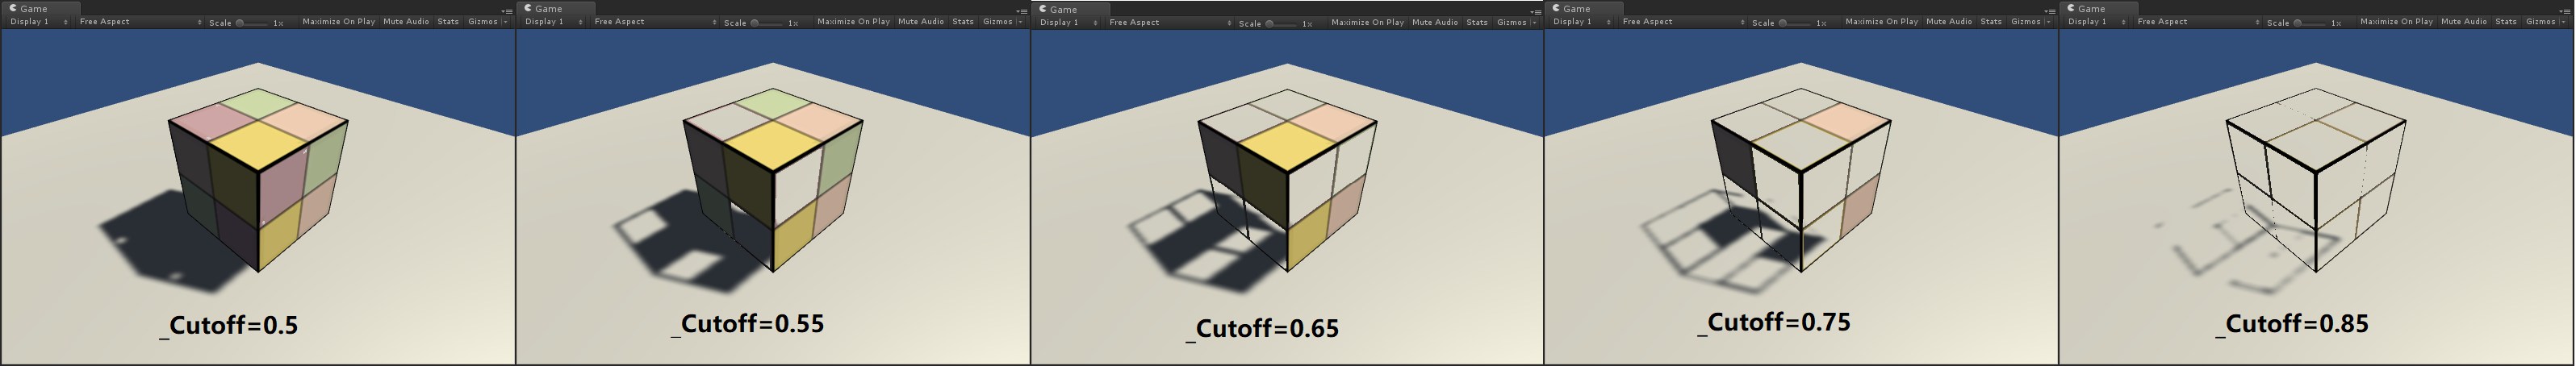 Game
Display 1 Free Aspect Scale 1x Maximize On Play Mute Audio Stats Gizmos
_Cutoff=0.5
Game
Display 1 Free Aspect Scale 1x Maximize On Play Mute Audio Stats Gizmos
_Cutoff=0.55
Game
Display 1 Free Aspect Scale 1x Maximize On Play Mute Audio Stats Gizmos
_Cutoff=0.65
Game
Display 1 Free Aspect Scale 1x Maximize On Play Mute Audio Stats Gizmos
_Cutoff=0.75
Game
Display 1 Free Aspect Scale 1x Maximize On Play Mute Audio Stats Gizmos
_Cutoff=0.85